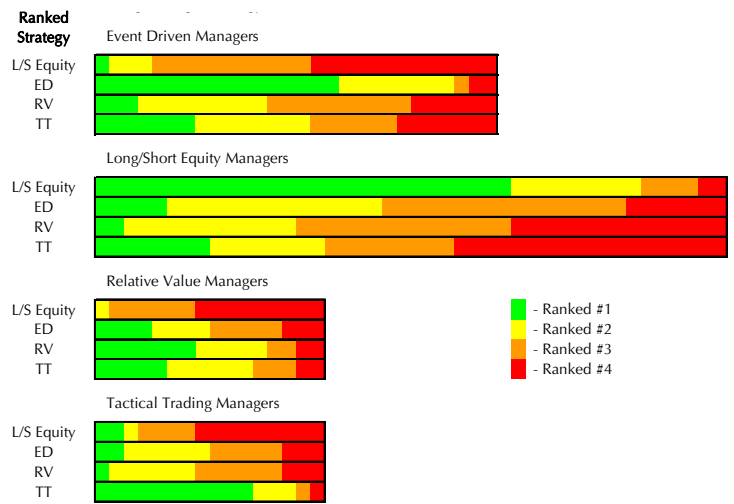 Ranked
Strategy
Event Driven Managers
L/S Equity
ED
RV
TT
Long/Short Equity Managers
L/S Equity
ED
RV
TT
Relative Value Managers
L/S Equity
ED
RV
TT
- Ranked #1
- Ranked #2
- Ranked #3
- Ranked #4
Tactical Trading Managers
L/S Equity
ED
RV
TT